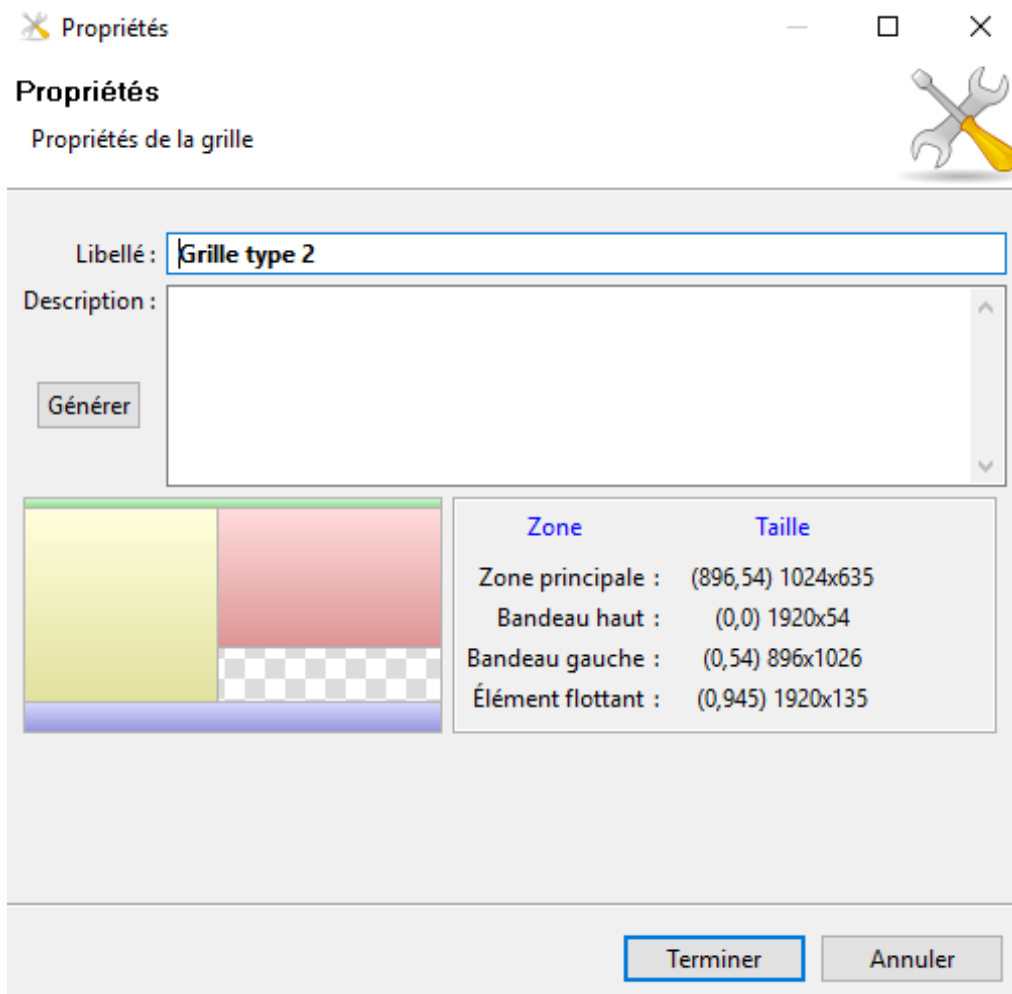 Propriétés
Propriétés
Propriétés de la grille
Libellé : Grille type 2
Description :
Générer
Zone Taille
Zone principale : (896,54) 1024x635
Bandeau haut : (0,0) 1920x54
Bandeau gauche : (0,54) 896x1026
Élément flottant : (0,945) 1920x135
Terminer Annuler